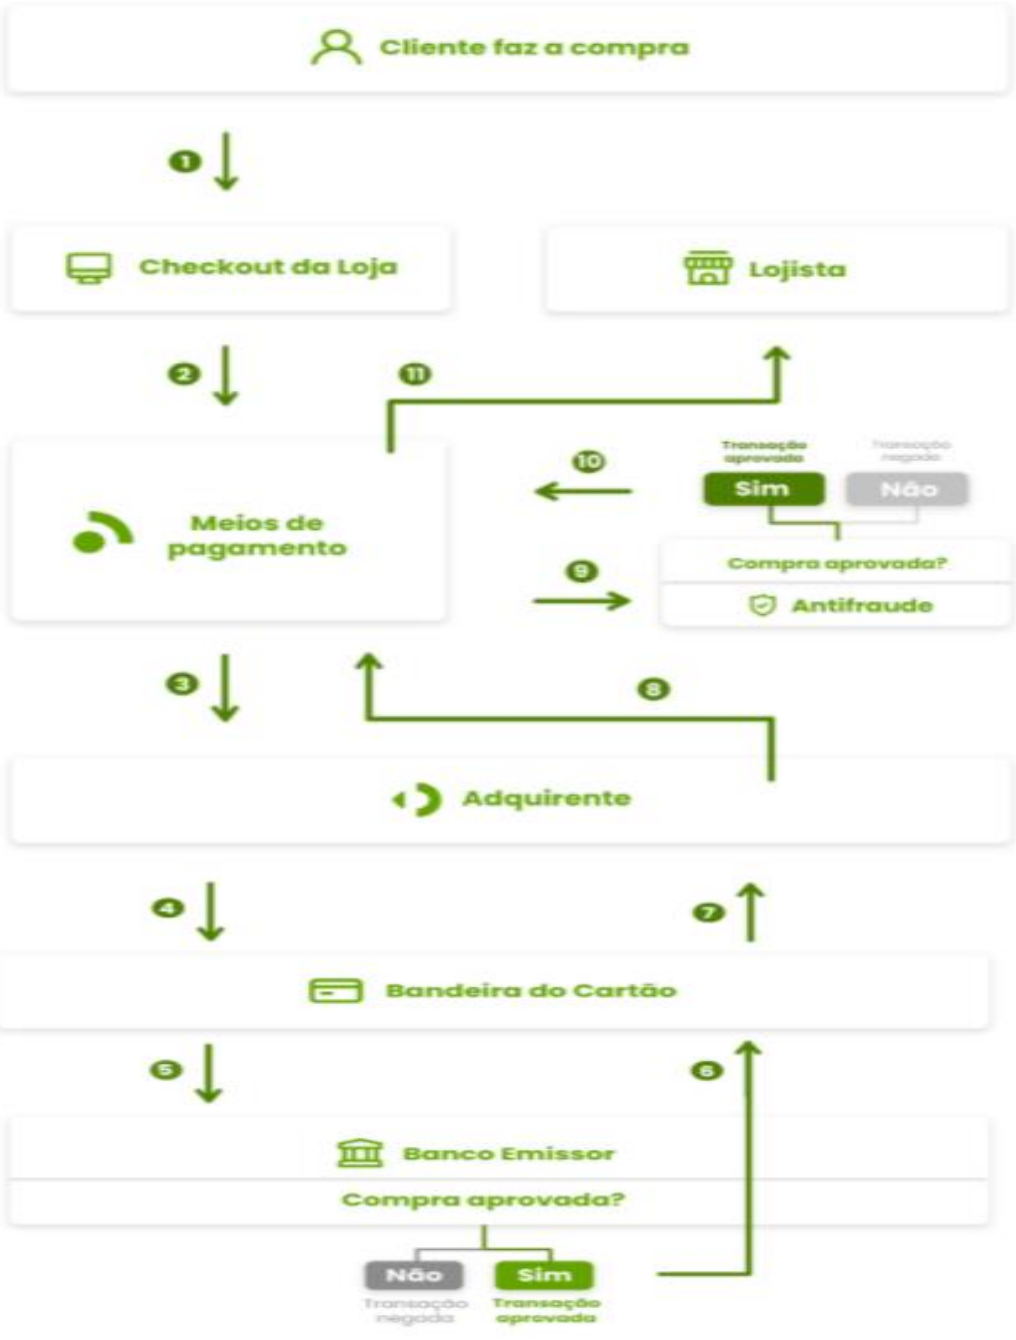 Cliente faz a compra
1
Checkout da Loja
Lojista
2
11
Meios de
pagamento
10
Transação
aprovada
Transação
negada
Sim
Não
9
Compra aprovada?
Antifraude
3
8
Adquirente
4
7
Bandeira do Cartão
5
6
Banco Emissor
Compra aprovada?
Não
Sim
Transação
negada
Transação
aprovada